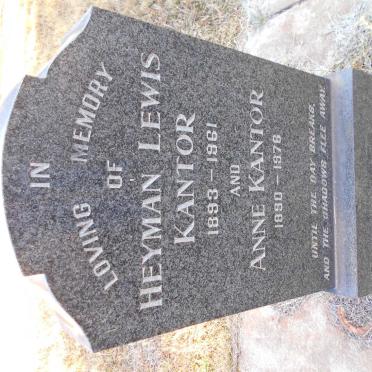 IN
LOVING MEMORY
OF
HEYMAN LEWIS
KANTOR
1893-1961
AND
ANNE KANTOR
1890-1976
UNTIL THE DAY BREAKS,
AND THE SHADOWS FLEE AWAY